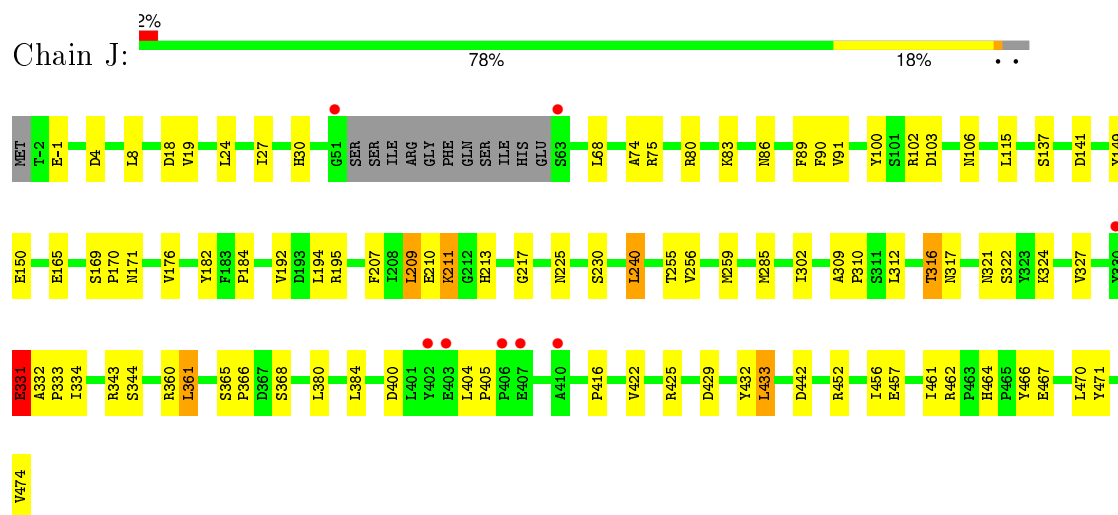 2%
Chain J:
78% 18% • •
MET T-2 E-1 D4 L8 D18 V19 L24 I27 H30 G51 SER SER ILE ARG GLY PHE GLN SER ILE HIS GLU S63 L68 A74 R75 R80 K83 N86 F89 F90 V91 Y100 S101 R102 D103 N106 L115 S137 D141 Y149
E150 E165 S169 P170 N171 V176 Y182 F183 P184 V192 D193 L194 R195 F207 I208 L209 E210 K211 G212 H213 G217 N225 S230 L240 T255 V256 M259 M285 I302 A309 P310 S311 L312 T316 N317 N321 S322 Y323 K324 V327 Y330
E331 A332 P333 I334 R343 S344 R360 L361 S365 P366 D367 S368 L380 L384 D400 L401 Y402 E403 L404 P405 P406 E407 A410 P416 V422 R425 D429 Y432 L433 D442 R452 I456 E457 I461 R462 P463 H464 P465 Y466 E467 L470 Y471
V474